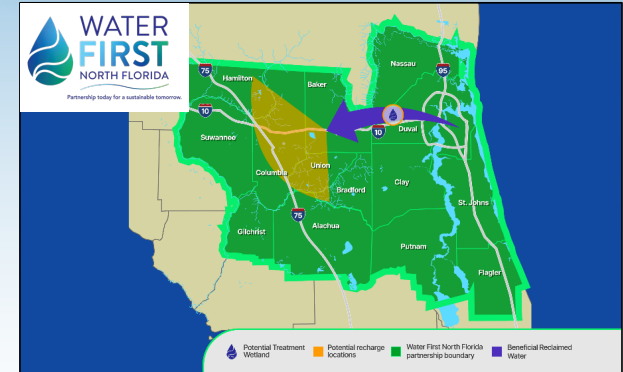 WATER
FIRST
NORTH FLORIDA
Partnership today for a sustainable tomorrow.
Nassau
75
95
Hamilton
Baker
10
10
Duval
Suwannee
Union
Columbia
Clay
Bradford
St. Johns
75
Alachua
Gilchrist
Putnam
Flagler
Potential Treatment
Wetland
Potential recharge
locations
Water First North Florida
partnership boundary
Beneficial Reclaimed
Water